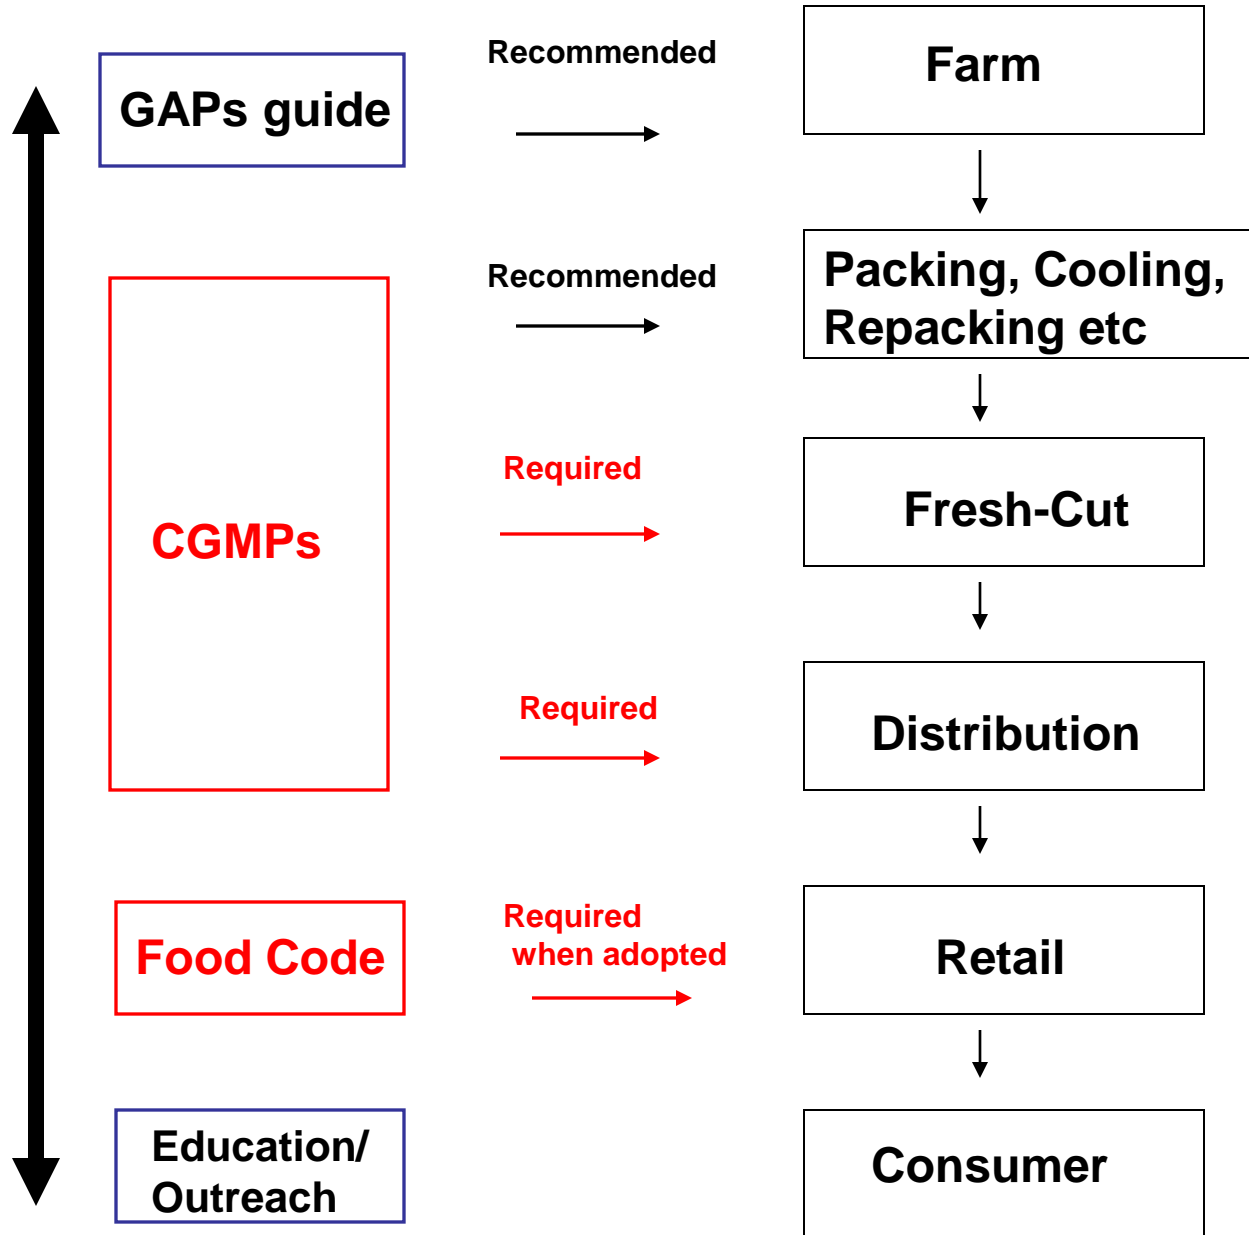 Recommended
Farm
GAPs guide
Recommended
Packing, Cooling,
Repacking etc
Required
Fresh-Cut
CGMPs
Required
Distribution
Required
when adopted
Food Code
Retail
Education/
Outreach
Consumer